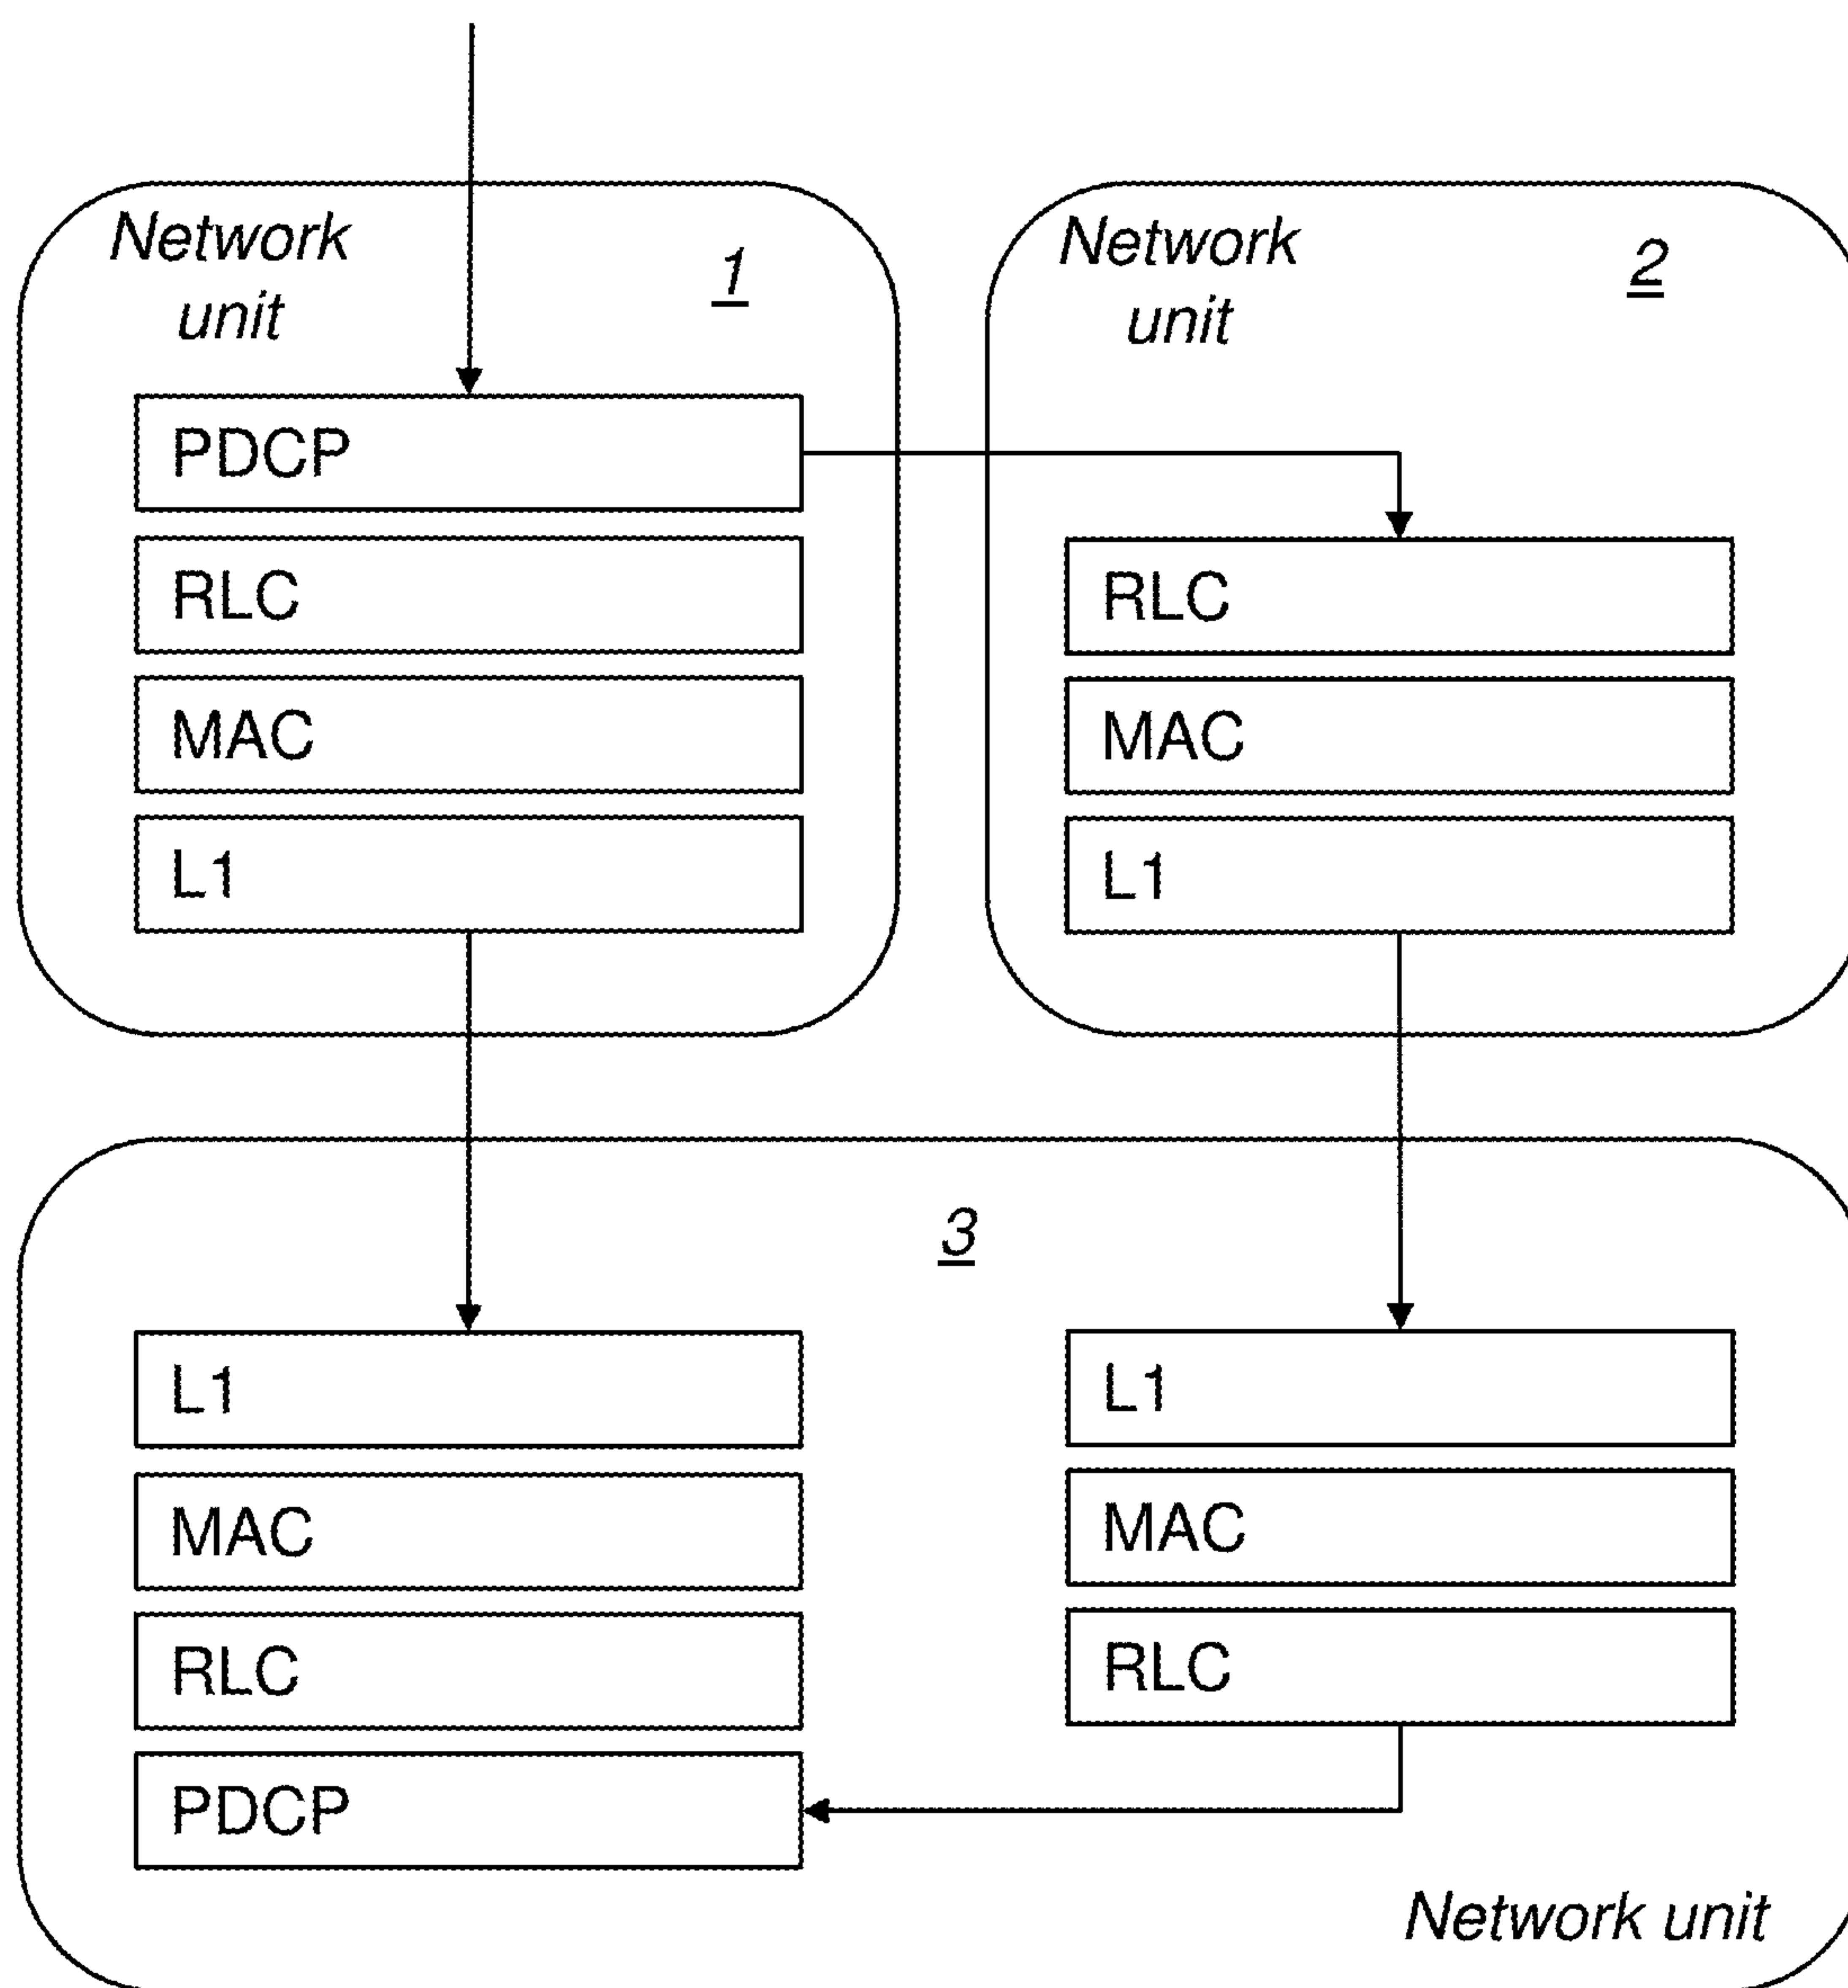 Network
unit
1
PDCP
RLC
MAC
L1
Network
unit
2
RLC
MAC
L1
3
L1
MAC
RLC
PDCP
L1
MAC
RLC
Network unit